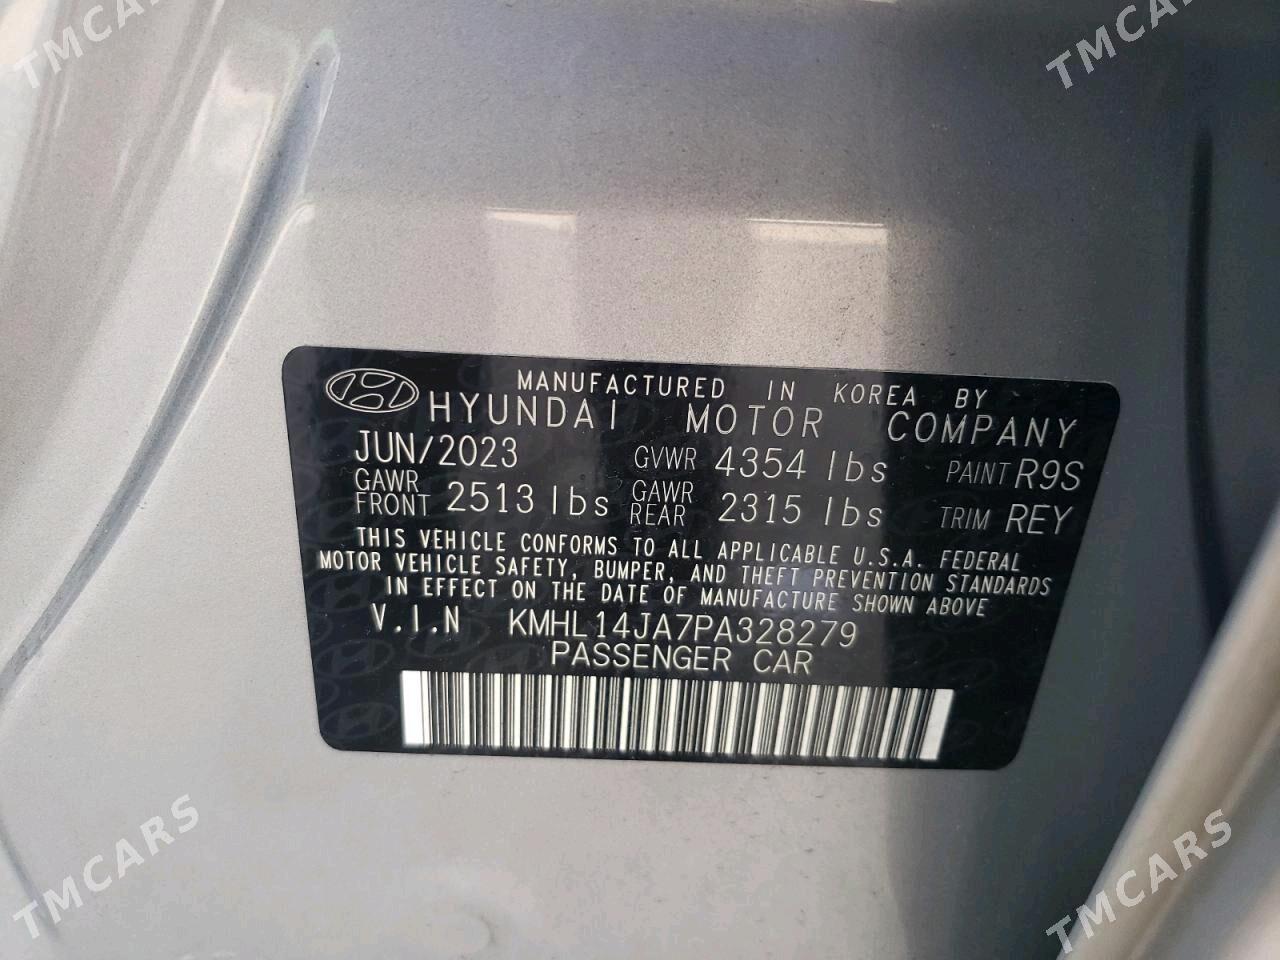 TMCARS
TMCARS
MANUFACTURED IN KOREA BY
HYUNDAI MOTOR COMPANY
JUN/2023 GVWR 4354 lbs PAINT R9S
GAWR FRONT 2513 lbs GAWR REAR 2315 lbs TRIM REY
THIS VEHICLE CONFORMS TO ALL APPLICABLE U.S.A. FEDERAL
MOTOR VEHICLE SAFETY, BUMPER, AND THEFT PREVENTION STANDARDS
IN EFFECT ON THE DATE OF MANUFACTURE SHOWN ABOVE
V.I.N KMHL14JA7PA328279
PASSENGER CAR
TMCARS
TMCARS